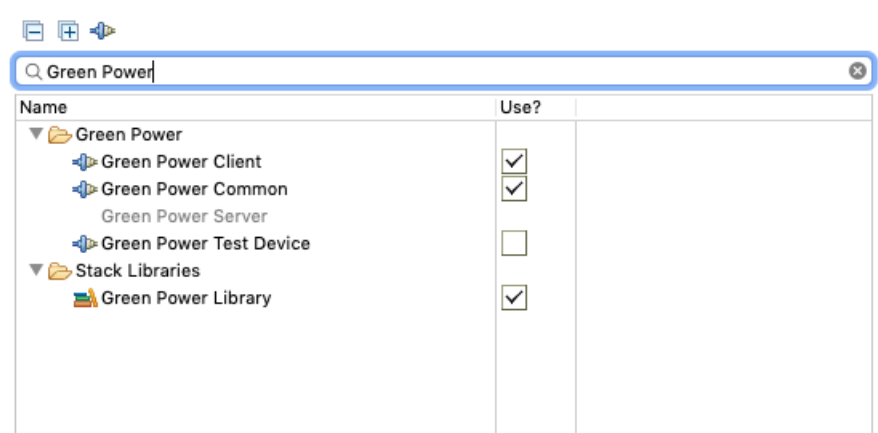 Green Power
Name Use?
Green Power
Green Power Client
Green Power Common
Green Power Server
Green Power Test Device
Stack Libraries
Green Power Library